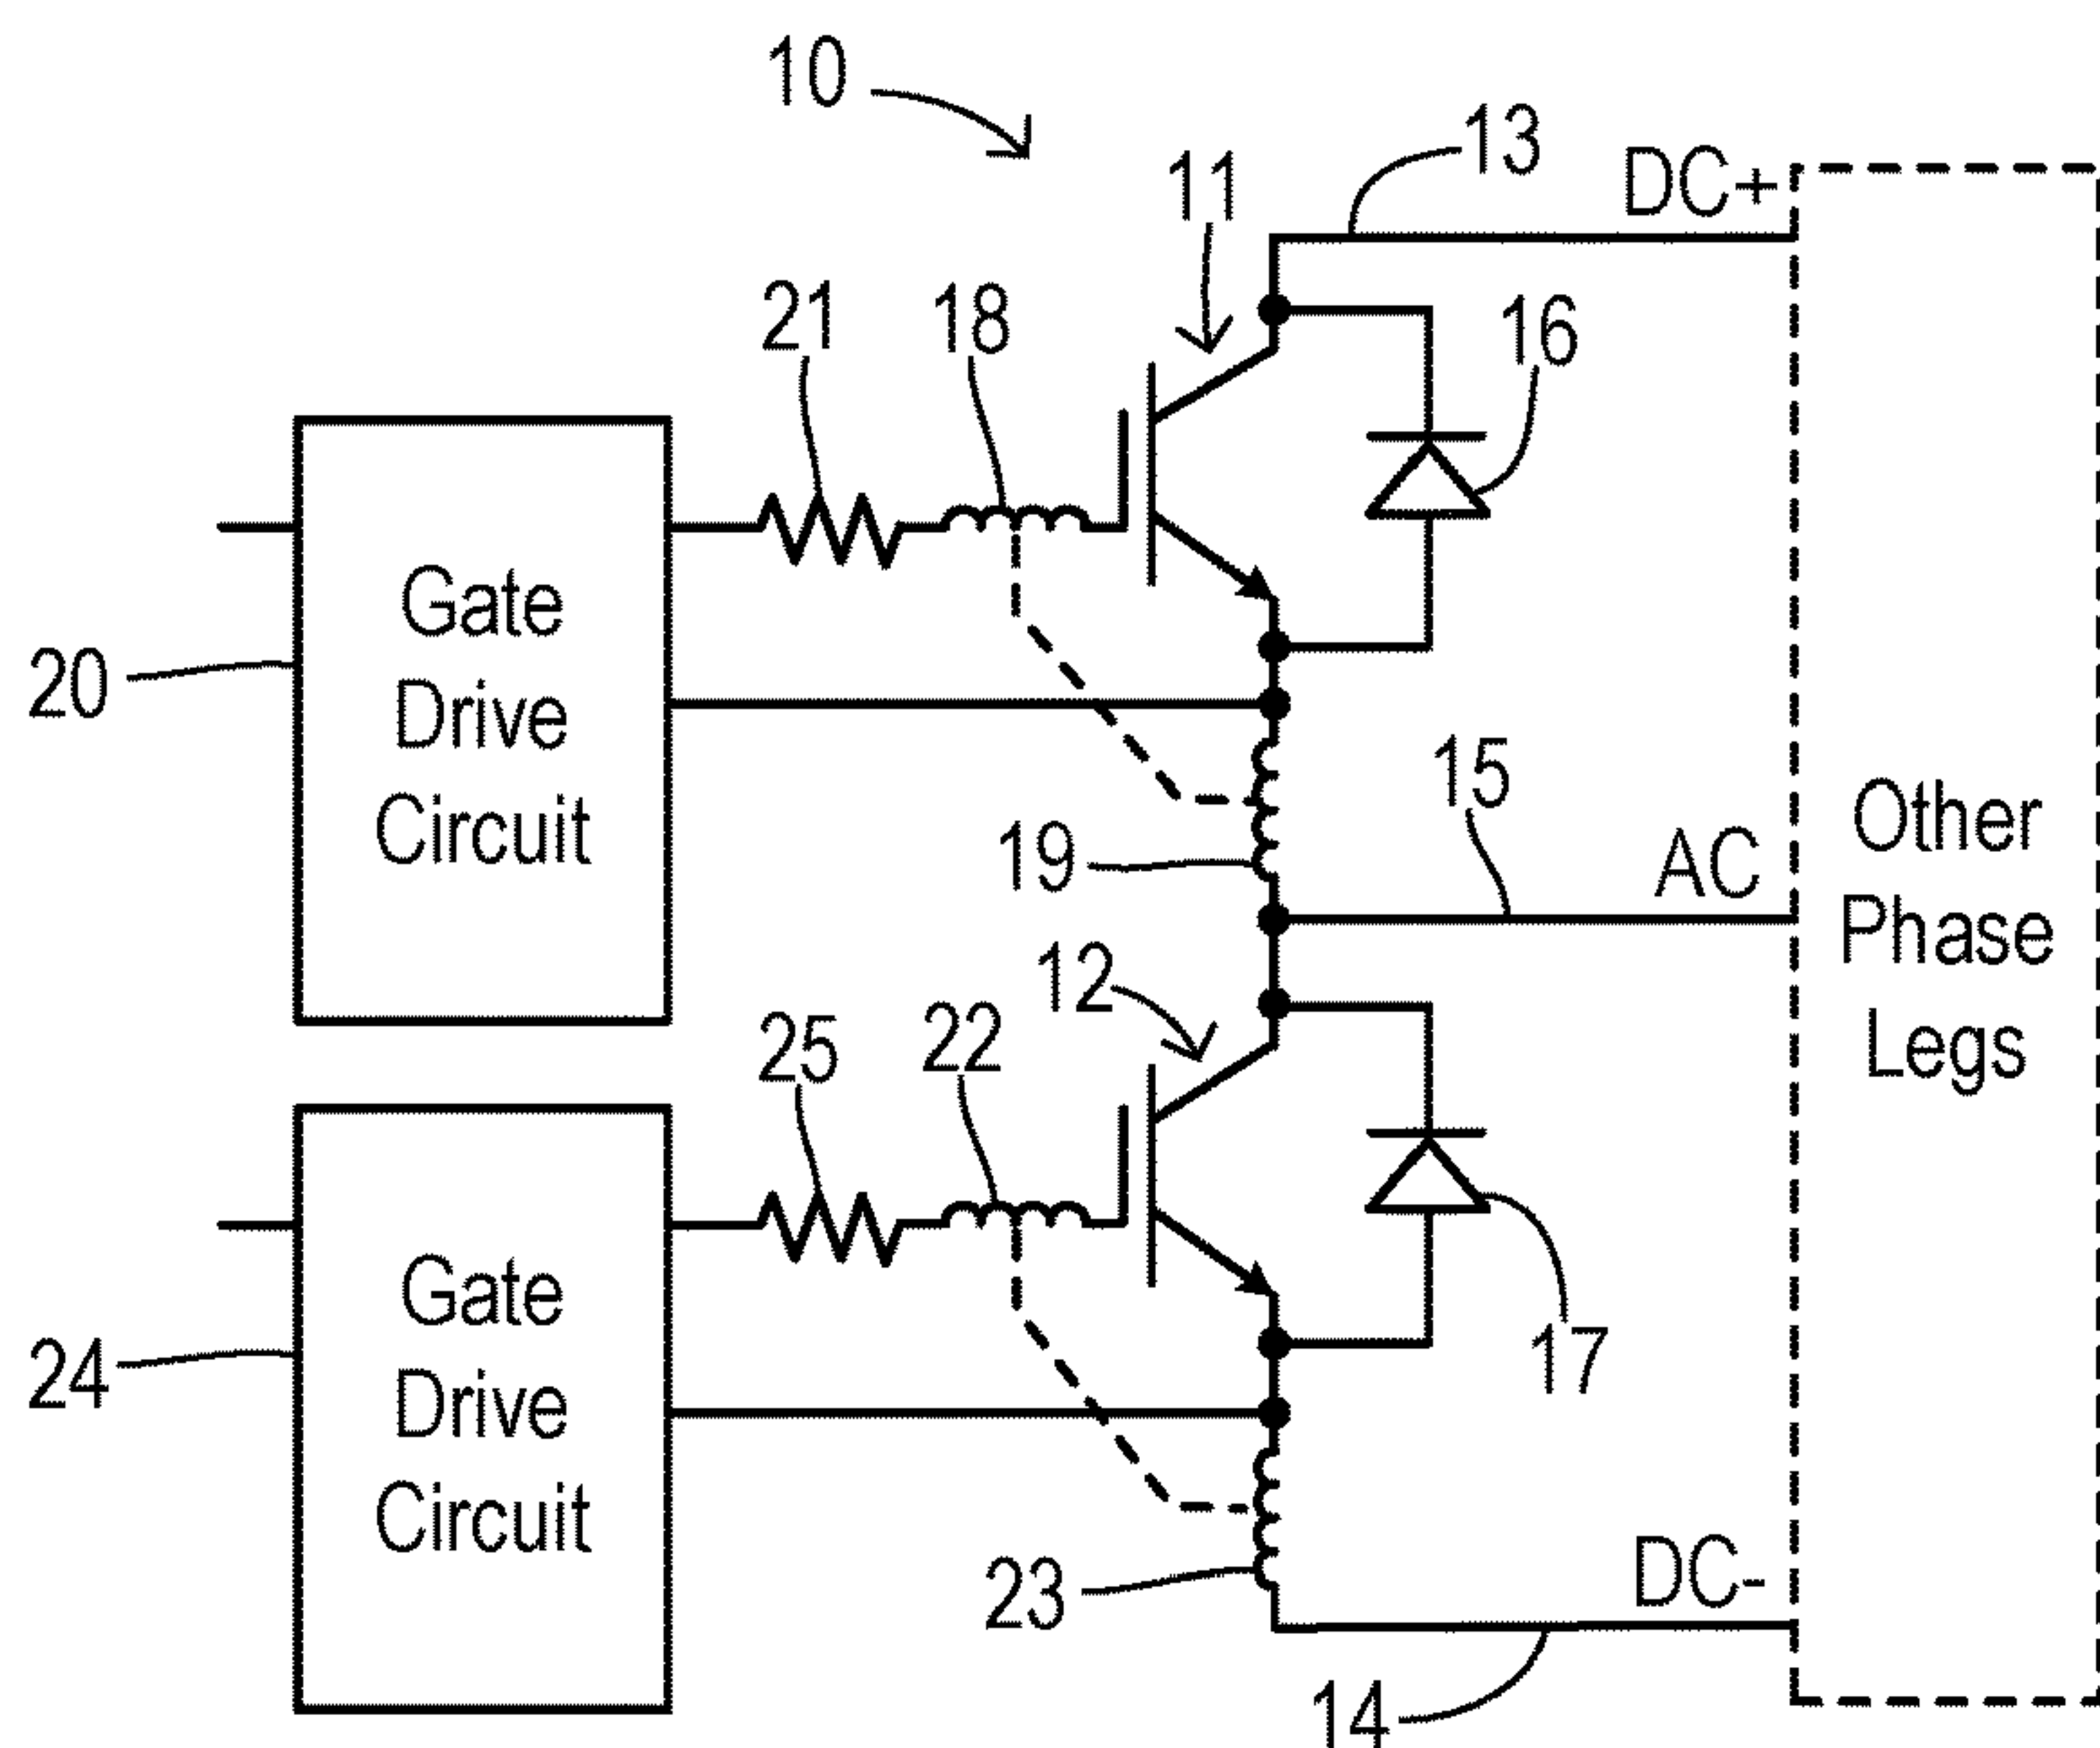 10
13
DC+
11
21
18
16
Gate
Drive
Circuit
20
15
AC
19
Other
Phase
Legs
12
25
22
Gate
Drive
Circuit
24
17
23
DC-
14